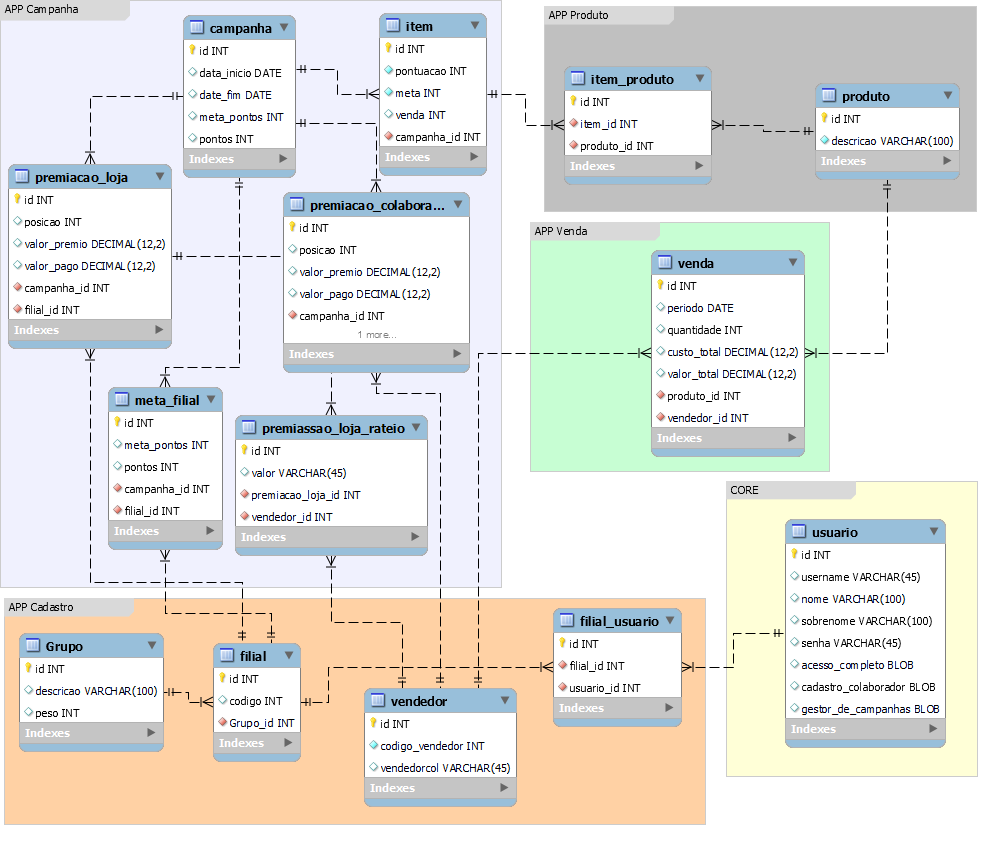 APP Campanha
campanha
id INT
data_inicio DATE
date_fim DATE
meta_pontos INT
pontos INT
Indexes
item
id INT
pontuacao INT
meta INT
venda INT
campanha_id INT
Indexes
premiacao_loja
id INT
posicao INT
valor_premio DECIMAL(12,2)
valor_pago DECIMAL(12,2)
campanha_id INT
filial_id INT
Indexes
premiacao_colabora...
id INT
posicao INT
valor_premio DECIMAL(12,2)
valor_pago DECIMAL(12,2)
campanha_id INT
1 more...
Indexes
meta_filial
id INT
meta_pontos INT
pontos INT
campanha_id INT
filial_id INT
Indexes
premiassao_loja_rateio
id INT
valor VARCHAR(45)
premiacao_loja_id INT
vendedor_id INT
Indexes
APP Produto
item_produto
id INT
item_id INT
produto_id INT
Indexes
produto
id INT
descricao VARCHAR(100)
Indexes
APP Venda
venda
id INT
periodo DATE
quantidade INT
custo_total DECIMAL(12,2)
valor_total DECIMAL(12,2)
produto_id INT
vendedor_id INT
Indexes
CORE
usuario
id INT
username VARCHAR(45)
nome VARCHAR(100)
sobrenome VARCHAR(100)
senha VARCHAR(45)
acesso_completo BLOB
cadastro_colaborador BLOB
gestor_de_campanhas BLOB
Indexes
APP Cadastro
Grupo
id INT
descricao VARCHAR(100)
peso INT
Indexes
filial
id INT
codigo INT
Grupo_id INT
Indexes
vendedor
id INT
codigo_vendedor INT
vendedorcol VARCHAR(45)
Indexes
filial_usuario
id INT
filial_id INT
usuario_id INT
Indexes